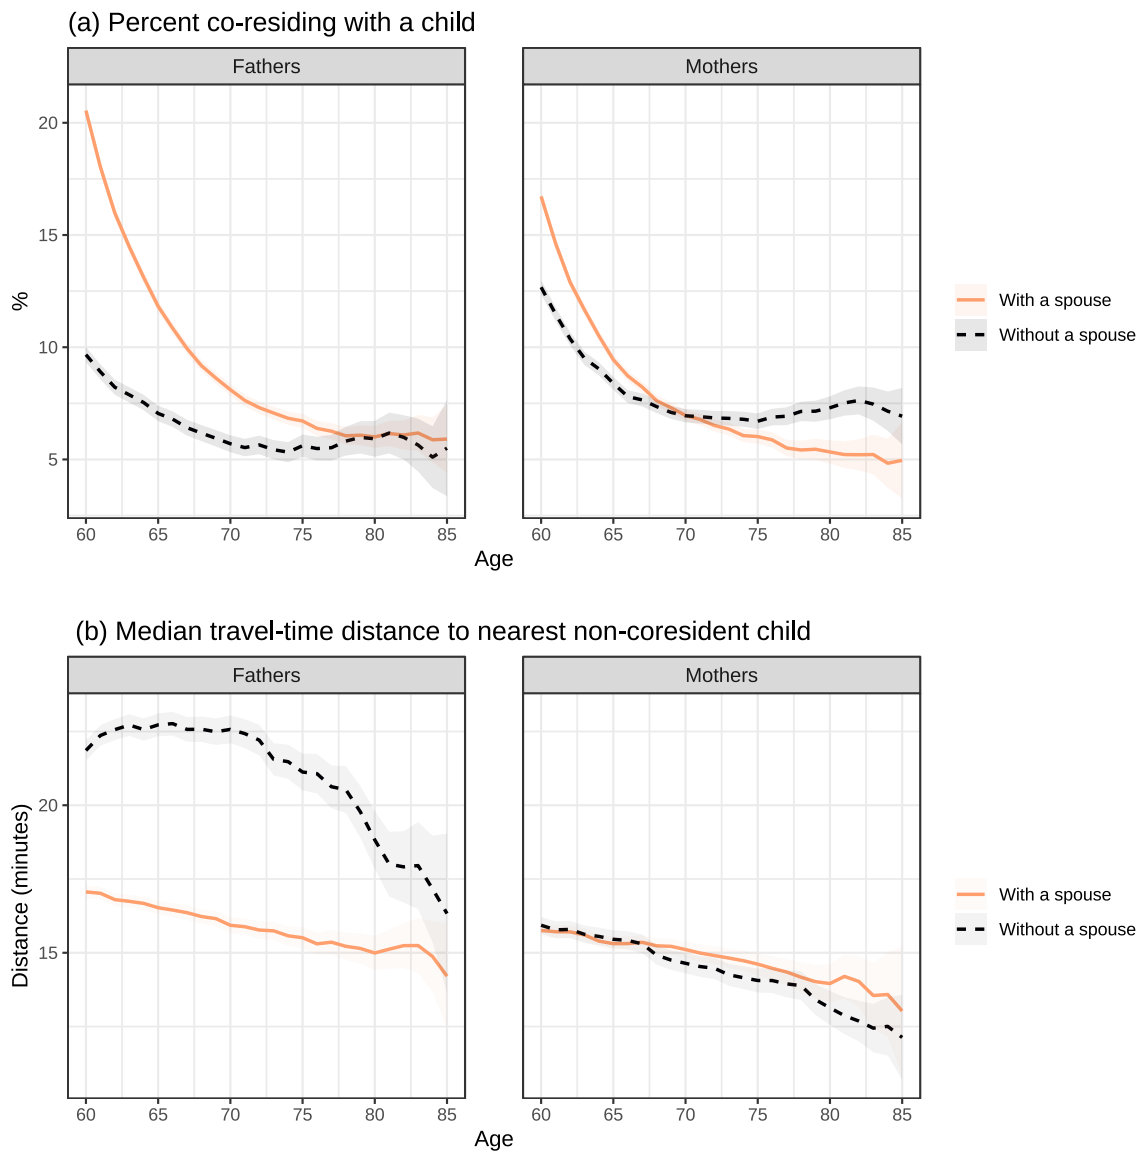 (a) Percent co-residing with a child
Fathers
Mothers
%
20
15
10
5
60 65 70 75 80 85
60 65 70 75 80 85
Age
With a spouse
Without a spouse
(b) Median travel-time distance to nearest non-coresident child
Fathers
Mothers
Distance (minutes)
20
15
60 65 70 75 80 85
60 65 70 75 80 85
Age
With a spouse
Without a spouse